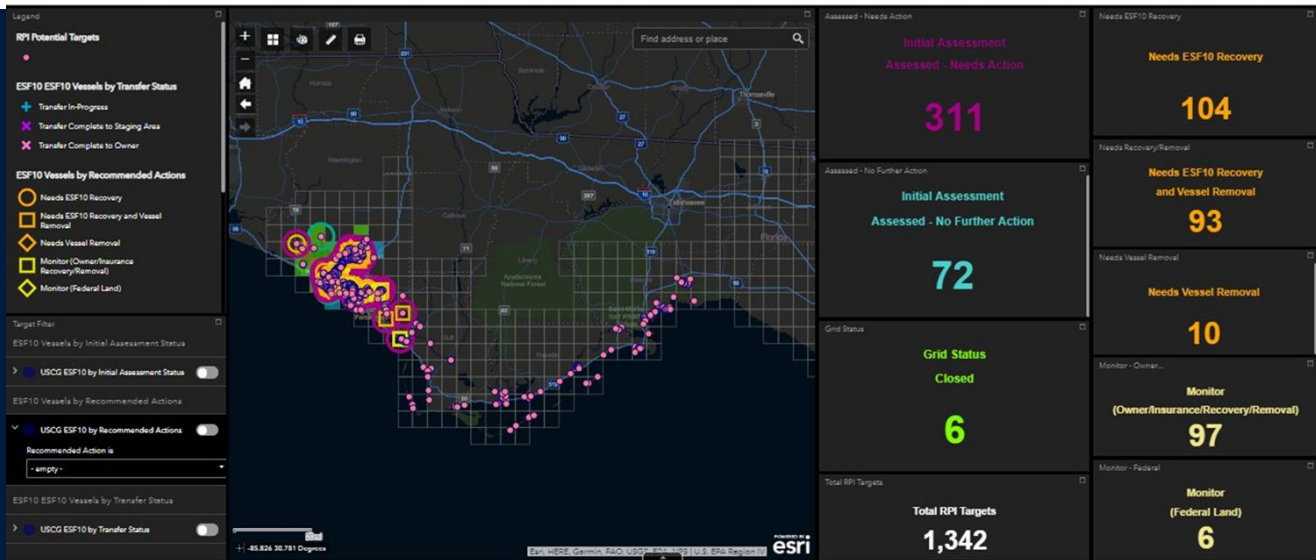 Legend
RPI Potential Targets
ESF10 ESF10 Vessels by Transfer Status
Transfer In-Progress
Transfer Complete to Staging Area
Transfer Complete to Owner
ESF10 Vessels by Recommended Actions
Needs ESF10 Recovery
Needs ESF10 Recovery and Vessel
Removal
Needs Vessel Removal
Monitor (Owner/Insurance
Recovery/Removal)
Monitor (Federal Land)
Target Filter
ESF10 Vessels by Initial Assessment Status
USCG ESF10 by Initial Assessment Status
ESF10 Vessels by Recommended Actions
USCG ESF10 by Recommended Actions
Recommended Action is
- empty -
ESF10 ESF10 Vessels by Transfer Status
USCG ESF10 by Transfer Status
Find address or place
Thomasville
Washington
Calhoun
Liberty
Apalachicola
National Forest
Gulf
Franklin
Florida
-85.826 30.781 Degrees
Esri, HERE, Garmin, FAO, USGS, EPA, NPS | U.S. EPA Region IV
POWERED BY
esri
Assessed - Needs Action
Initial Assessment
Assessed - Needs Action
311
Assessed - No Further Action
Initial Assessment
Assessed - No Further Action
72
Grid Status
Grid Status
Closed
6
Total RPI Targets
Total RPI Targets
1,342
Needs ESF10 Recovery
Needs ESF10 Recovery
104
Needs Recovery/Removal
Needs ESF10 Recovery
and Vessel Removal
93
Needs Vessel Removal
Needs Vessel Removal
10
Monitor - Owner...
Monitor
(Owner/Insurance/Recovery/Removal)
97
Monitor - Federal
Monitor
(Federal Land)
6